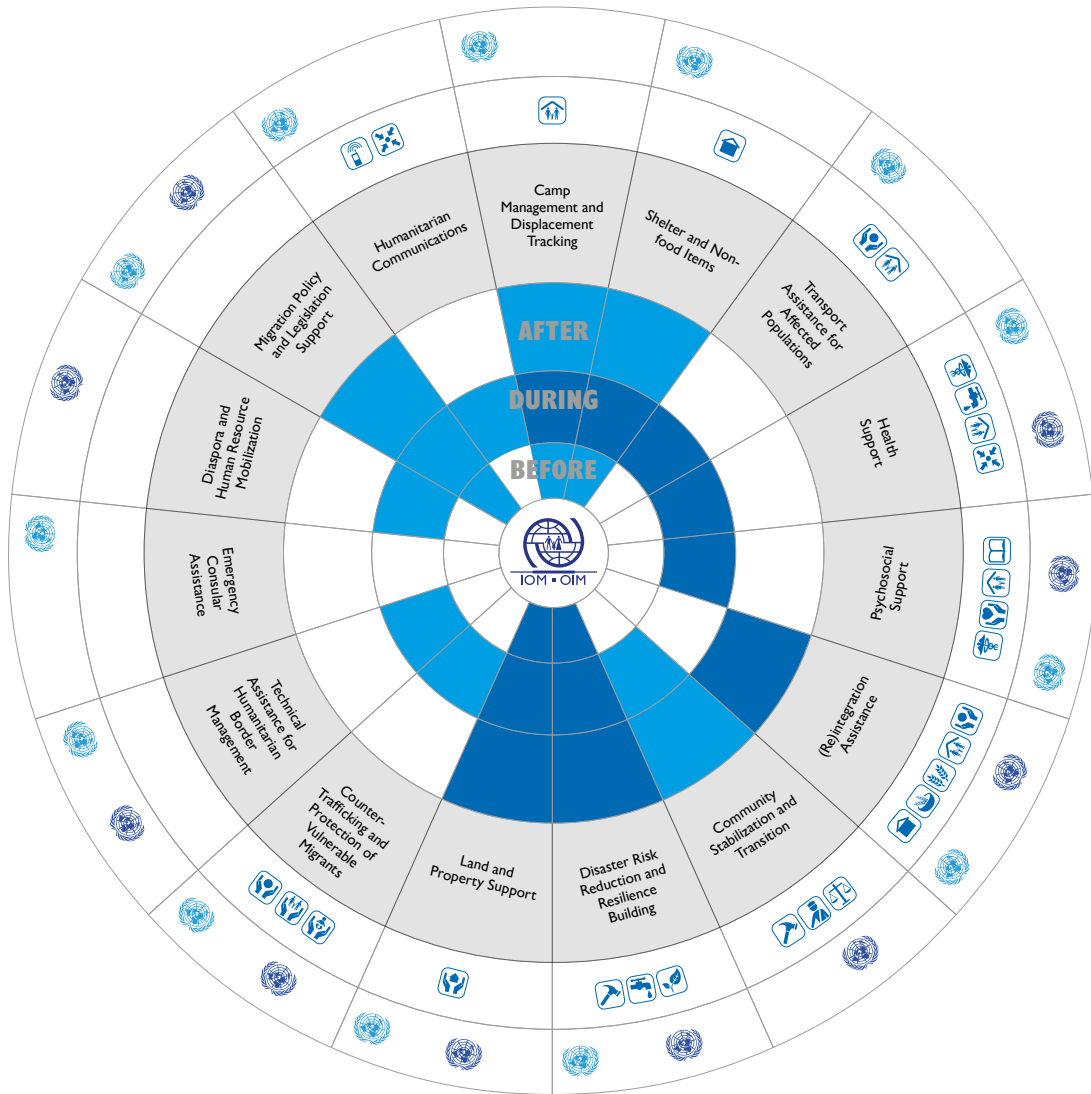 Camp
Management and
Displacement
Tracking
Shelter and Non-
food Items
Transport
Assistance for
Affected
Populations
Health
Support
Psychosocial
Support
(Re)integration
Assistance
Community
Stabilization and
Transition
Disaster Risk
Reduction and
Resilience
Building
Land and
Property Support
Counter-
Trafficking and
Protection of
Vulnerable
Migrants
Technical
Assistance for
Humanitarian
Border
Management
Emergency
Consular
Assistance
Diaspora and
Human Resource
Mobilization
Migration Policy
and Legislation
Support
Humanitarian
Communications
AFTER
DURING
BEFORE
IOM • OIM